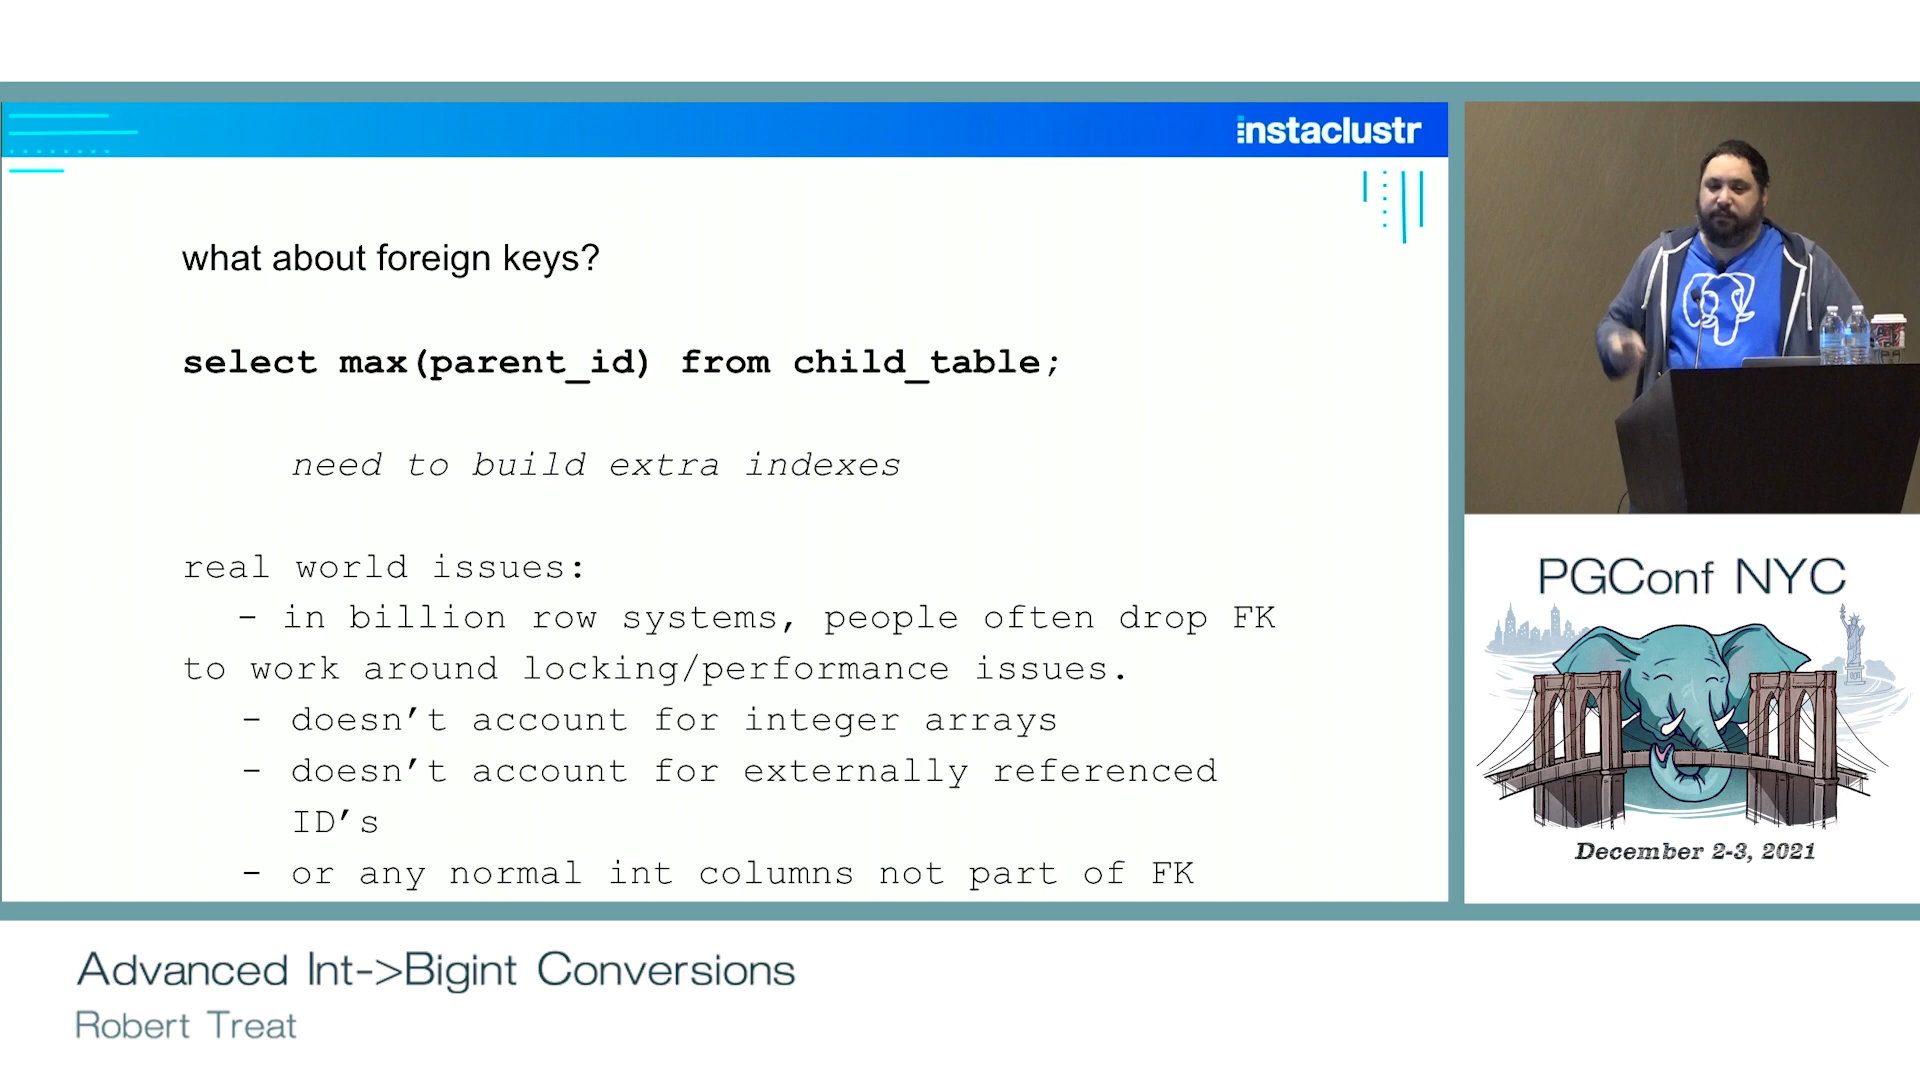 instaclustr
what about foreign keys?
select max(parent_id) from child_table;
need to build extra indexes
real world issues:
- in billion row systems, people often drop FK
to work around locking/performance issues.
- doesn’t account for integer arrays
- doesn’t account for externally referenced
ID’s
- or any normal int columns not part of FK
PGConf NYC
December 2-3, 2021
Advanced Int->Bigint Conversions
Robert Treat